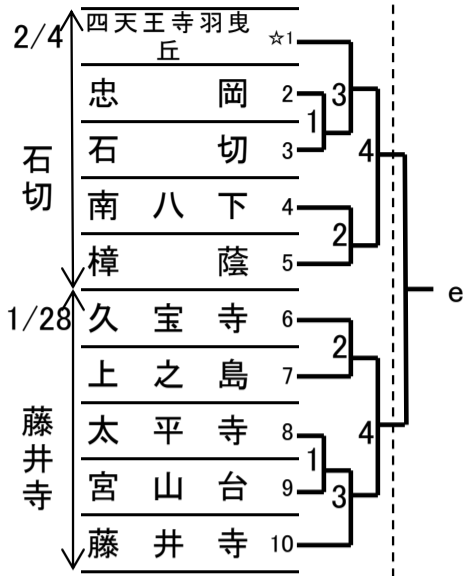 2/4
石切
四天王寺羽曳
丘 ☆1
忠岡 2
石切 3
南八下 4
樟蔭 5
1/28
藤井寺
久宝寺 6
上之島 7
太平寺 8
宮山台 9
藤井寺 10
3
1
4
2
e
2
4
1
3